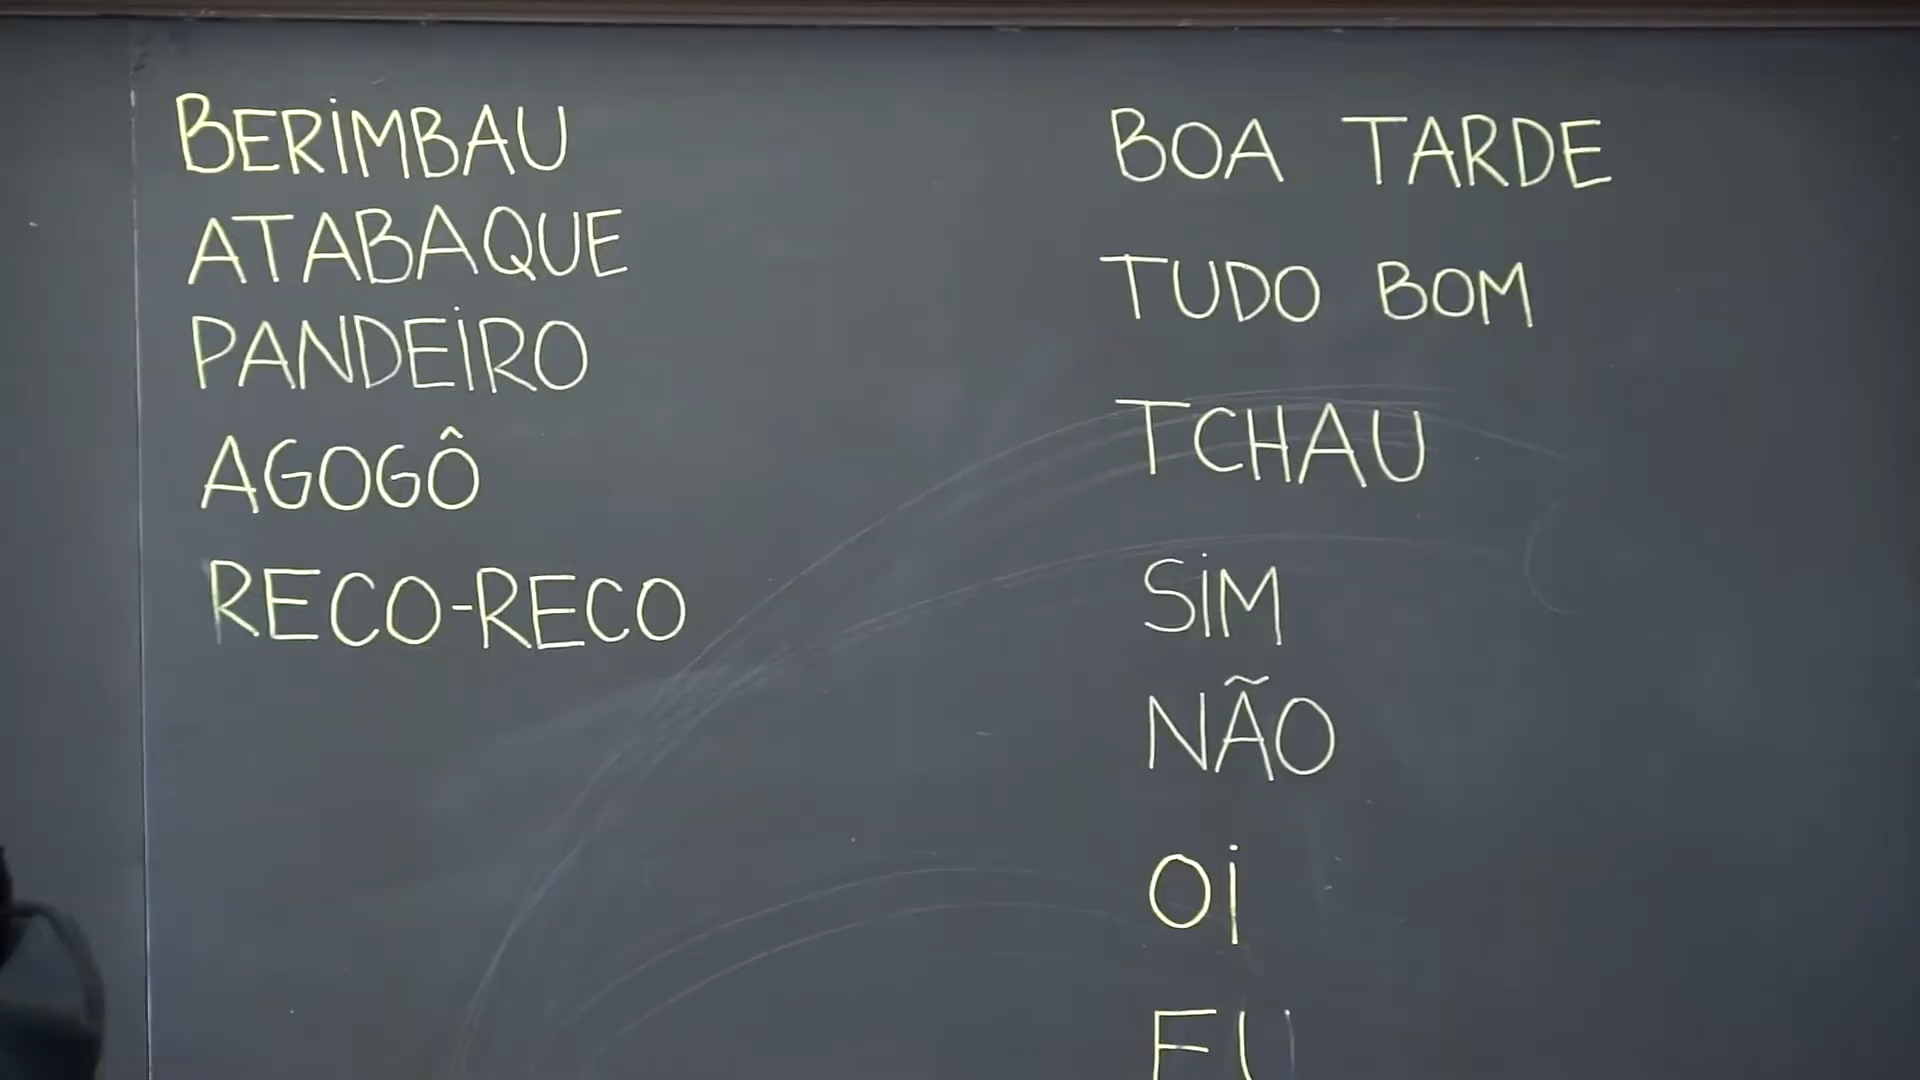 BERIMBAU
ATABAQUE
PANDEIRO
AGOGÔ
RECO-RECO
BOA TARDE
TUDO BOM
TCHAU
SIM
NÃO
OI